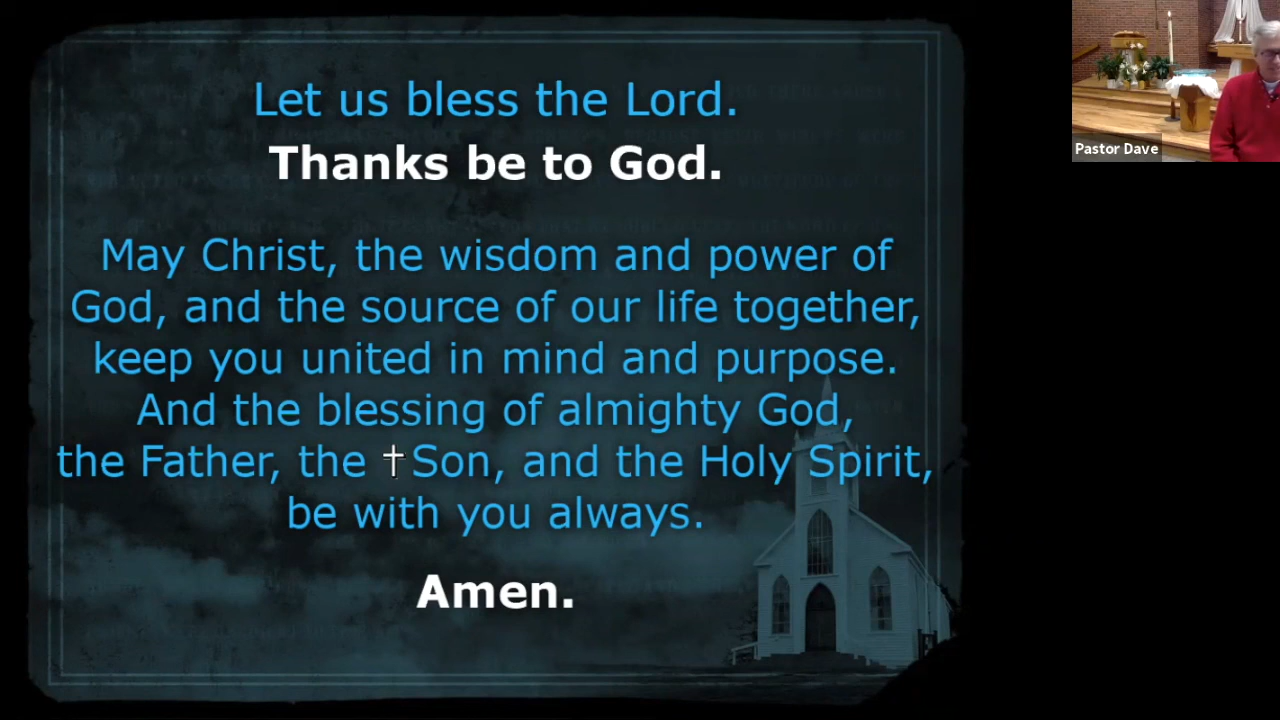 Let us bless the Lord.
Thanks be to God.
May Christ, the wisdom and power of
God, and the source of our life together,
keep you united in mind and purpose.
And the blessing of almighty God,
the Father, the †Son, and the Holy Spirit,
be with you always.
Amen.
Pastor Dave